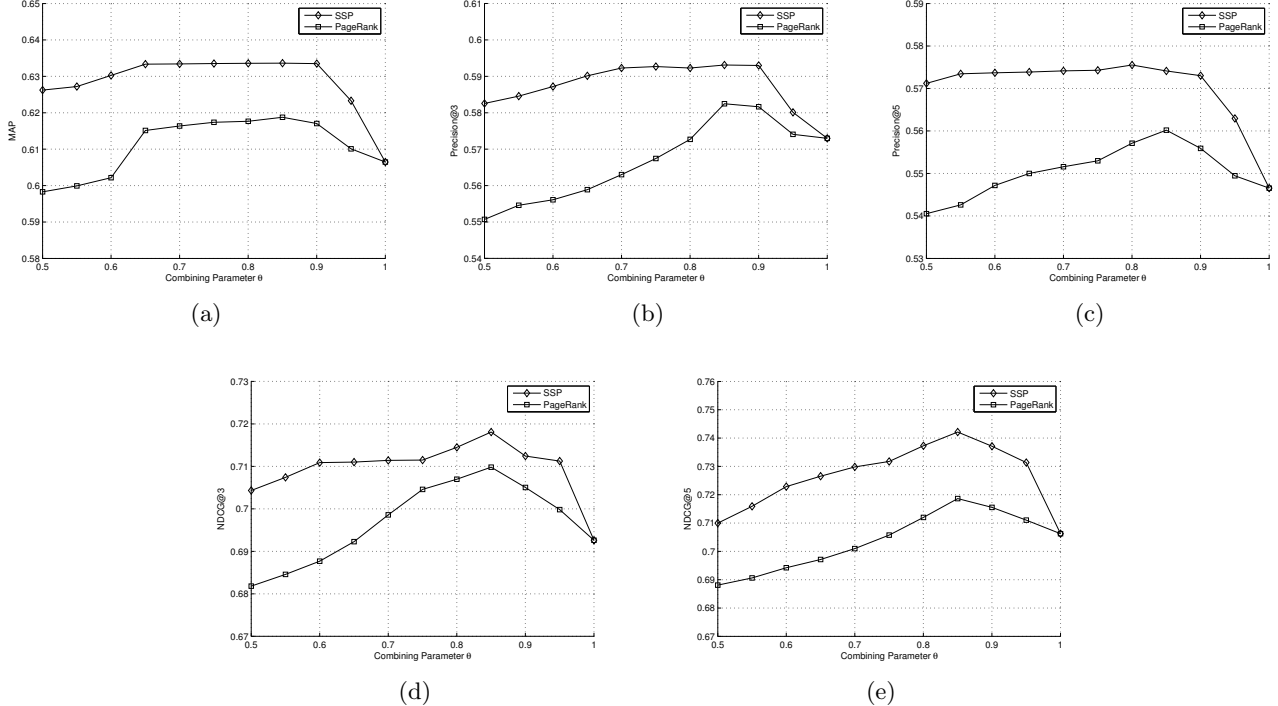 0.65
0.64
0.63
0.62
0.61
0.6
0.59
0.58
MAP
SSP
PageRank
0.5 0.6 0.7 0.8 0.9 1
Combining Parameter θ
(a)
0.61
0.6
0.59
0.58
0.57
0.56
0.55
0.54
Precision@3
SSP
PageRank
0.5 0.6 0.7 0.8 0.9 1
Combining Parameter θ
(b)
0.59
0.58
0.57
0.56
0.55
0.54
0.53
Precision@5
SSP
PageRank
0.5 0.6 0.7 0.8 0.9 1
Combining Parameter θ
(c)
0.73
0.72
0.71
0.7
0.69
0.68
0.67
NDCG@3
SSP
PageRank
0.5 0.6 0.7 0.8 0.9 1
Combining Parameter θ
(d)
0.76
0.75
0.74
0.73
0.72
0.71
0.7
0.69
0.68
0.67
NDCG@5
SSP
PageRank
0.5 0.6 0.7 0.8 0.9 1
Combining Parameter θ
(e)